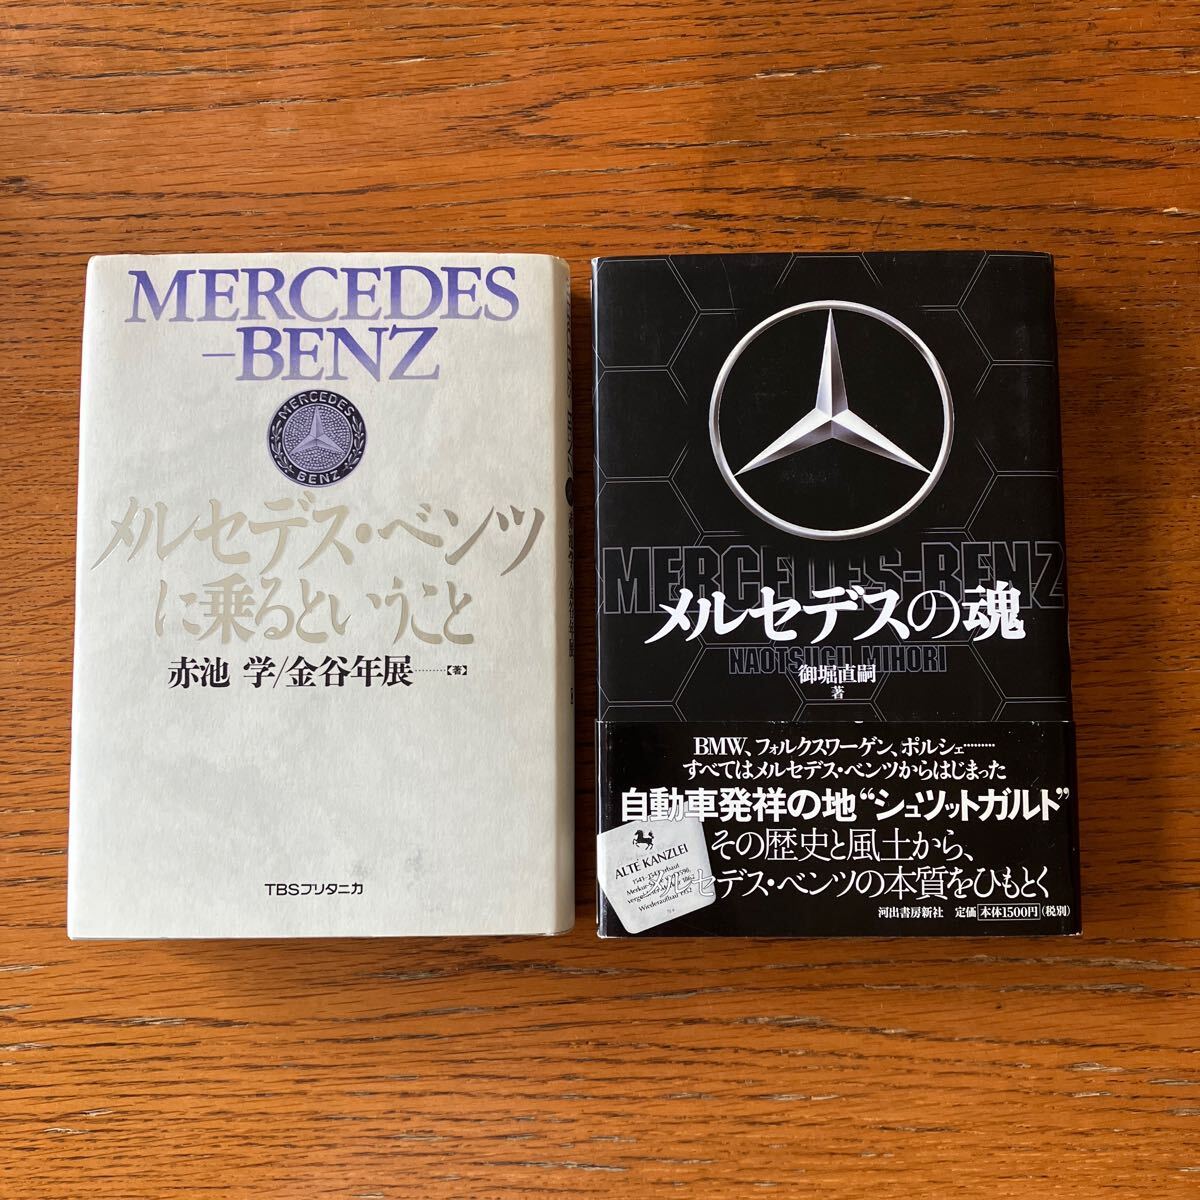 MERCEDES
-BENZ
MERCEDES
BENZ
メルセデス・ベンツ
に乗るということ
赤池 学/金谷年展………【著】
TBSブリタニカ
MERCEDES-BENZ
メルセデスの魂
NAOTSUGU MIHORI
御堀直嗣
著
BMW、フォルクスワーゲン、ポルシェ………
すべてはメルセデス・ベンツからはじまった
自動車発祥の地“シュツットガルト”
その歴史と風土から、
メルセデス・ベンツの本質をひもとく
ALTE KANZLEI
Wiederaufbau 1952
河出書房新社 定価 本体1500円(税別)